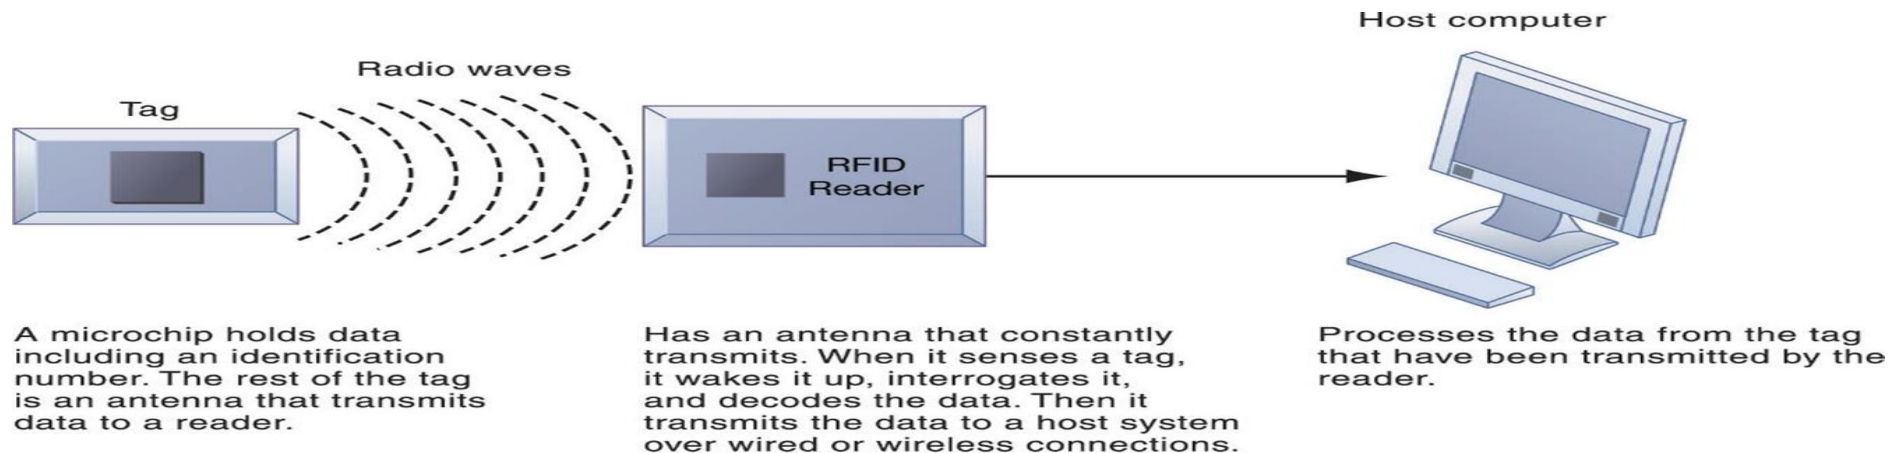 Host computer
Radio waves
Tag
RFID
Reader
A microchip holds data
including an identification
number. The rest of the tag
is an antenna that transmits
data to a reader.
Has an antenna that constantly
transmits. When it senses a tag,
it wakes it up, interrogates it,
and decodes the data. Then it
transmits the data to a host system
over wired or wireless connections.
Processes the data from the tag
that have been transmitted by the
reader.